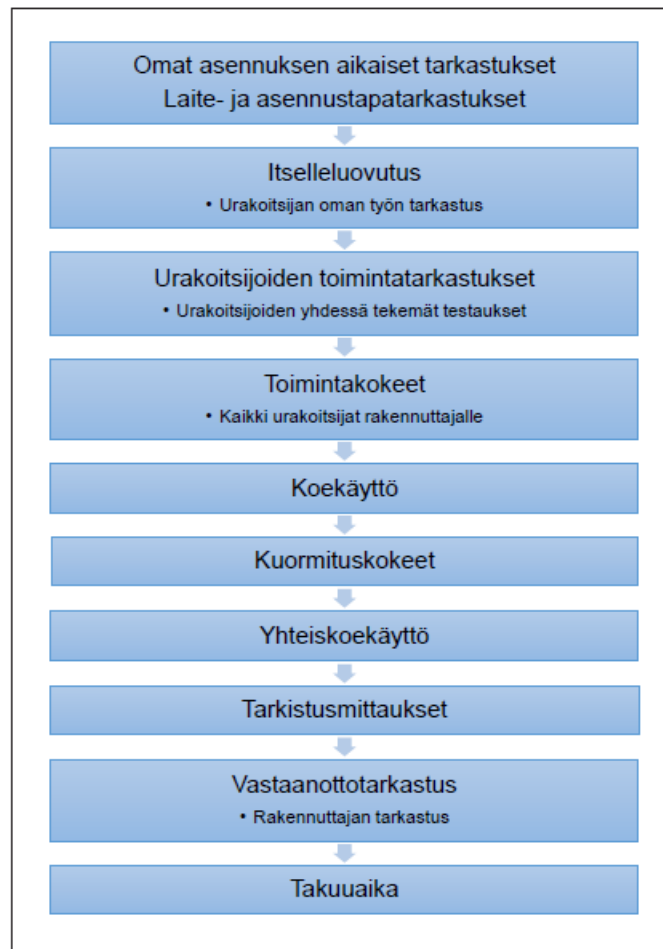 Omat asennuksen aikaiset tarkastukset
Laite- ja asennustapatarkastukset
Itselleluovutus
• Urakoitsijan oman työn tarkastus
Urakoitsijoiden toimintatarkastukset
• Urakoitsijoiden yhdessä tekemät testaukset
Toimintakokeet
• Kaikki urakoitsijat rakennuttajalle
Koekäyttö
Kuormituskokeet
Yhteiskoekäyttö
Tarkistusmittaukset
Vastaanottotarkastus
• Rakennuttajan tarkastus
Takuuaika